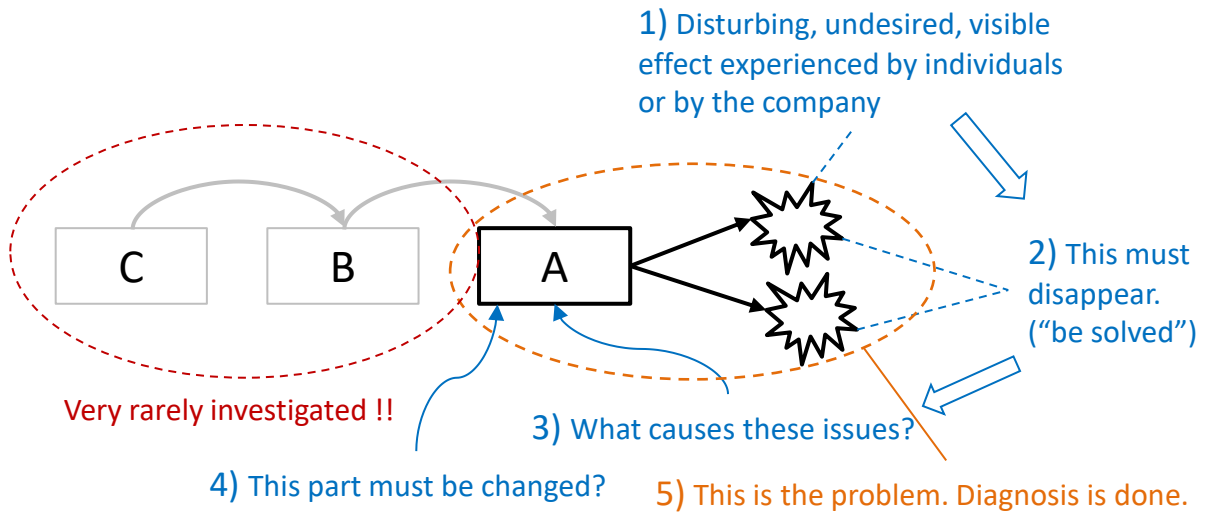 1) Disturbing, undesired, visible
effect experienced by individuals
or by the company
C
B
A
2) This must
disappear.
(“be solved”)
Very rarely investigated !!
3) What causes these issues?
4) This part must be changed?
5) This is the problem. Diagnosis is done.